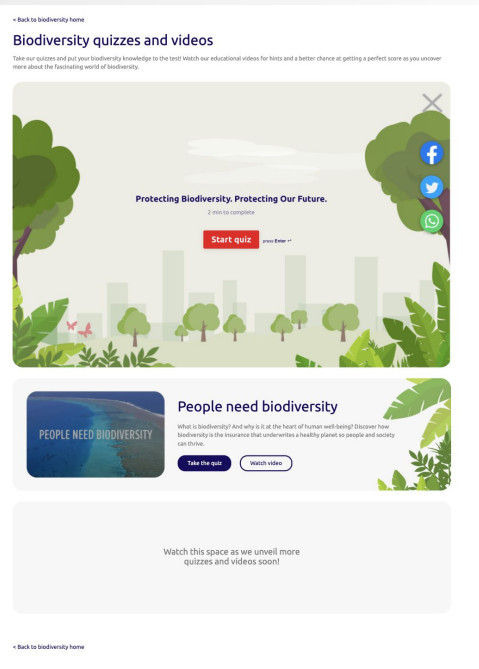 < Back to biodiversity home
Biodiversity quizzes and videos
Take our quizzes and put your biodiversity knowledge to the test! Watch our educational videos for hints and a better chance at getting a perfect score as you uncover
more about the fascinating world of biodiversity.
Protecting Biodiversity. Protecting Our Future.
2 min to complete
Start quiz press Enter ↵
PEOPLE NEED BIODIVERSITY
People need biodiversity
What is biodiversity? And why is it at the heart of human well-being? Discover how
biodiversity is the insurance that underwrites a healthy planet so people and society
can thrive.
Take the quiz
Watch video
Watch this space as we unveil more
quizzes and videos soon!
< Back to biodiversity home